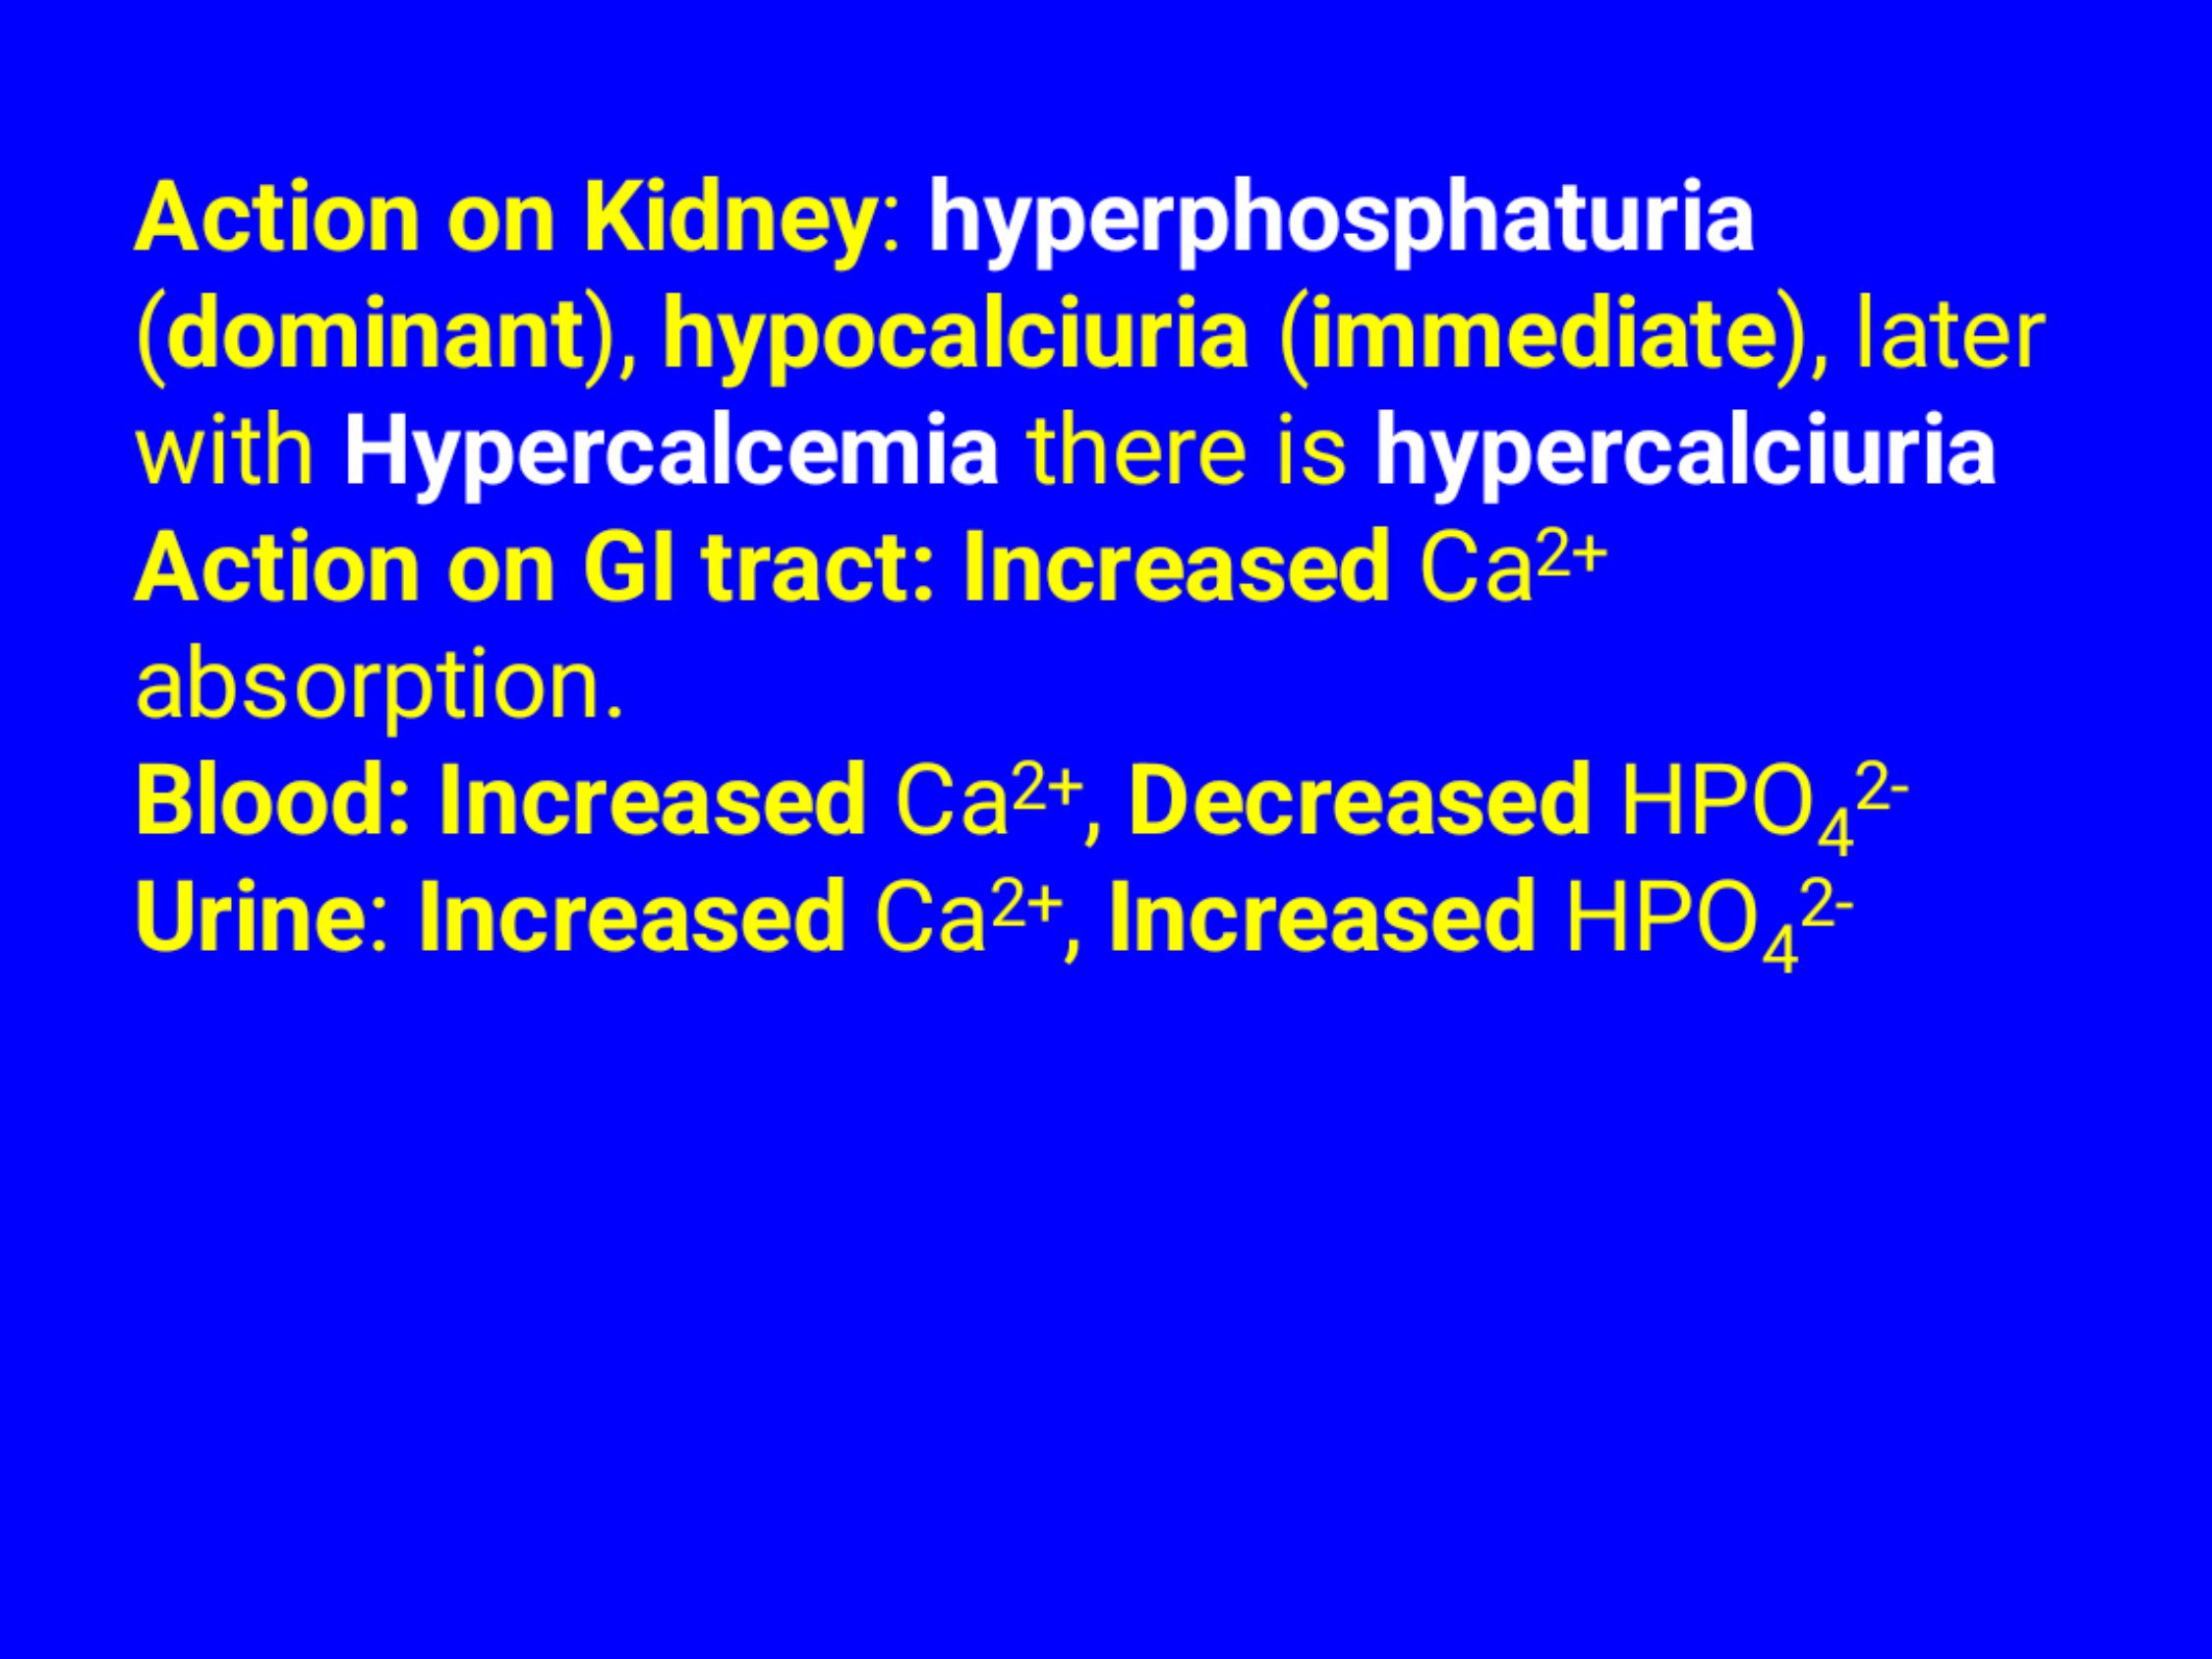 Action on Kidney: hyperphosphaturia
(dominant), hypocalciuria (immediate), later
with Hypercalcemia there is hypercalciuria
Action on GI tract: Increased Ca²⁺
absorption.
Blood: Increased Ca²⁺, Decreased HPO₄²⁻
Urine: Increased Ca²⁺, Increased HPO₄²⁻